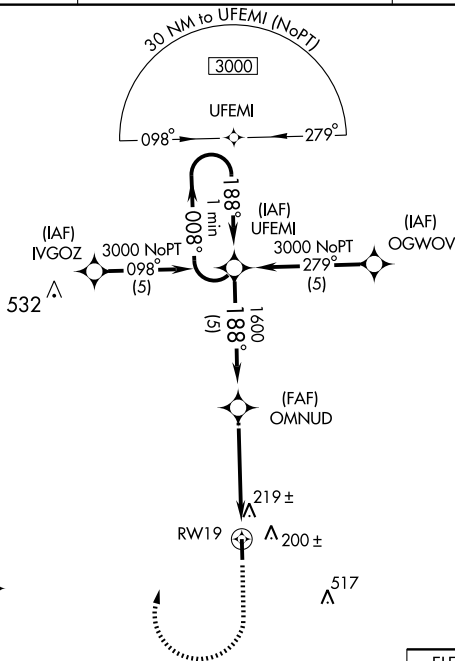 30 NM to UFEMI (NoPT)
3000
UFEMI
098°
279°
188°
1 min
008°
(IAF)
UFEMI
(IAF)
IVGOZ
3000 NoPT
098°
(5)
(IAF)
OGWOV
3000 NoPT
279°
(5)
532
1600
188°
(5)
(FAF)
OMNUD
219 ±
RW19
200 ±
517